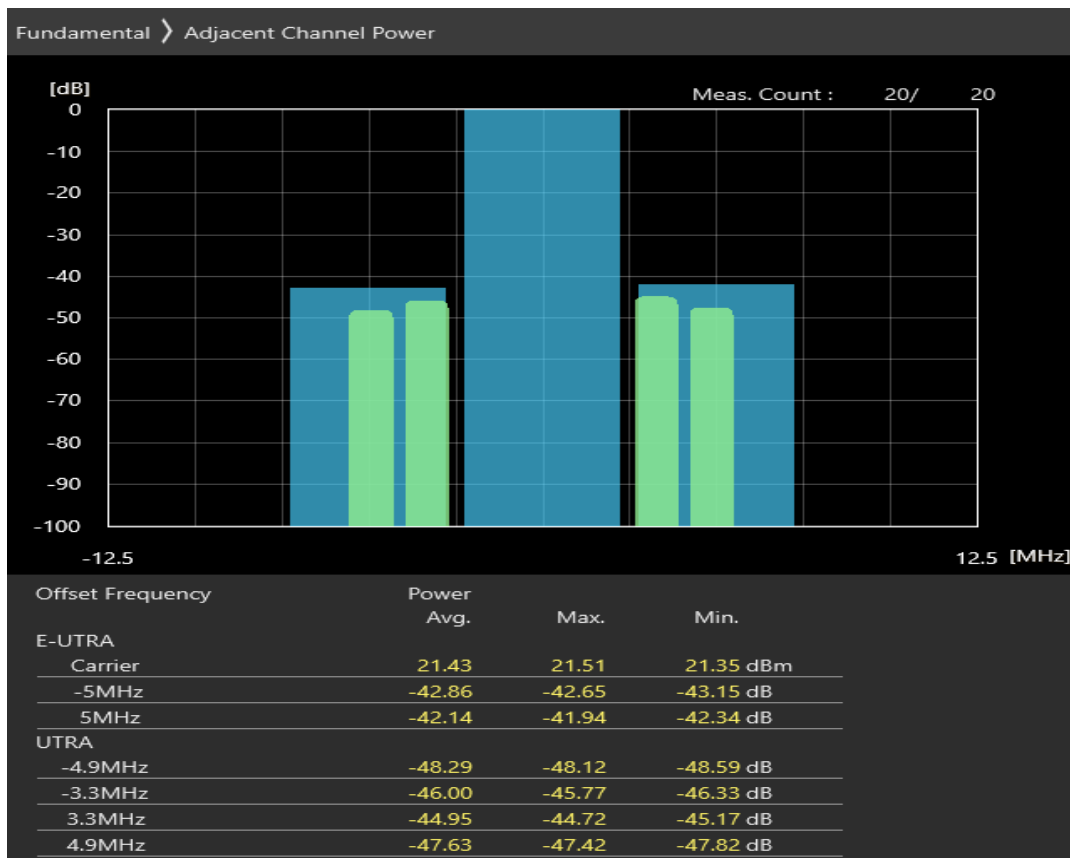 Fundamental 〉 Adjacent Channel Power
[dB]
Meas. Count : 20/ 20
0
-10
-20
-30
-40
-50
-60
-70
-80
-90
-100
-12.5 12.5 [MHz]
Offset Frequency Power
Avg. Max. Min.
E-UTRA
Carrier 21.43 21.51 21.35 dBm
-5MHz -42.86 -42.65 -43.15 dB
5MHz -42.14 -41.94 -42.34 dB
UTRA
-4.9MHz -48.29 -48.12 -48.59 dB
-3.3MHz -46.00 -45.77 -46.33 dB
3.3MHz -44.95 -44.72 -45.17 dB
4.9MHz -47.63 -47.42 -47.82 dB